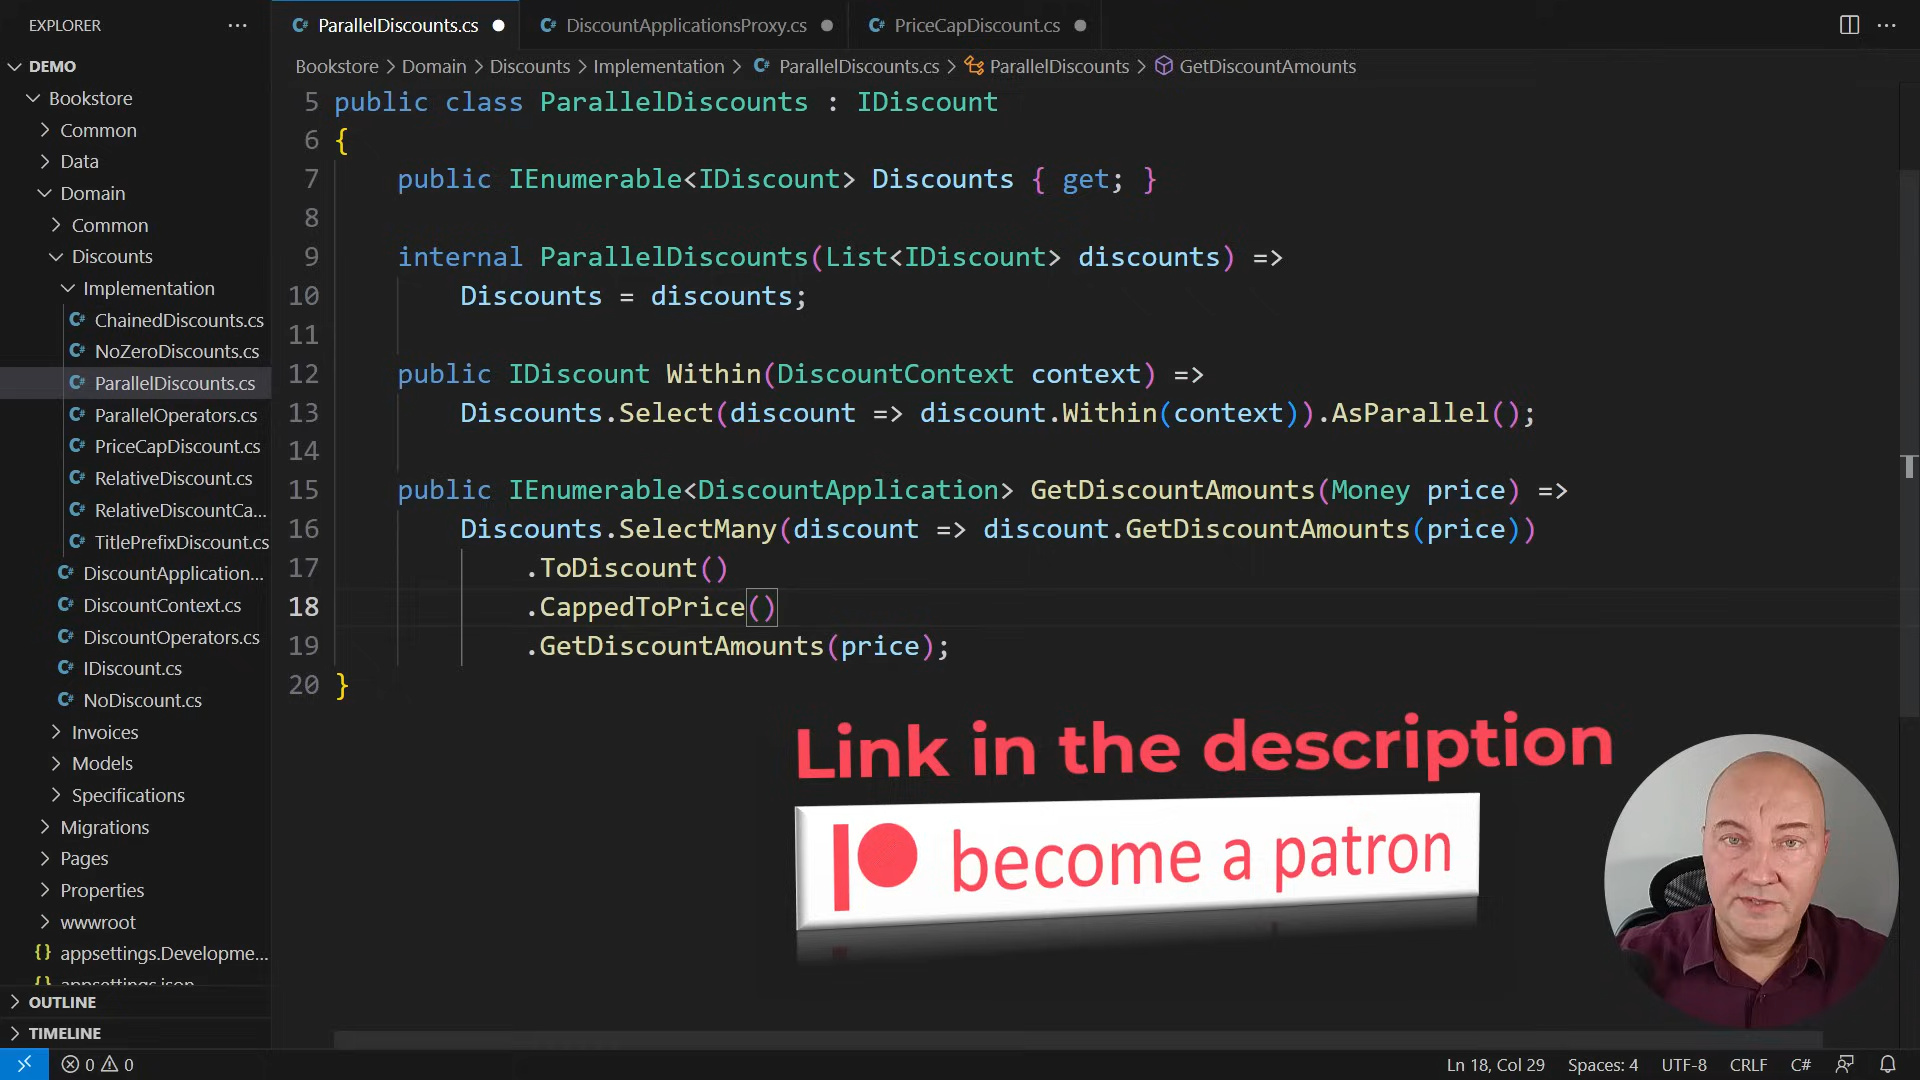 EXPLORER
DEMO
Bookstore
Common
Data
Domain
Common
Discounts
Implementation
ChainedDiscounts.cs
NoZeroDiscounts.cs
ParallelDiscounts.cs
ParallelOperators.cs
PriceCapDiscount.cs
RelativeDiscount.cs
RelativeDiscountCa...
TitlePrefixDiscount.cs
DiscountApplication...
DiscountContext.cs
DiscountOperators.cs
IDiscount.cs
NoDiscount.cs
Invoices
Models
Specifications
Migrations
Pages
Properties
wwwroot
appsettings.Developme...
appsettings.json
OUTLINE
TIMELINE
ParallelDiscounts.cs
DiscountApplicationsProxy.cs
PriceCapDiscount.cs
Bookstore > Domain > Discounts > Implementation > ParallelDiscounts.cs > ParallelDiscounts > GetDiscountAmounts
5 public class ParallelDiscounts : IDiscount
6 {
7 public IEnumerable<IDiscount> Discounts { get; }
8
9 internal ParallelDiscounts(List<IDiscount> discounts) =>
10 Discounts = discounts;
11
12 public IDiscount Within(DiscountContext context) =>
13 Discounts.Select(discount => discount.Within(context)).AsParallel();
14
15 public IEnumerable<DiscountApplication> GetDiscountAmounts(Money price) =>
16 Discounts.SelectMany(discount => discount.GetDiscountAmounts(price))
17 .ToDiscount()
18 .CappedToPrice()
19 .GetDiscountAmounts(price);
20 }
Link in the description
become a patron
0 0
Ln 18, Col 29
Spaces: 4
UTF-8
CRLF
C#